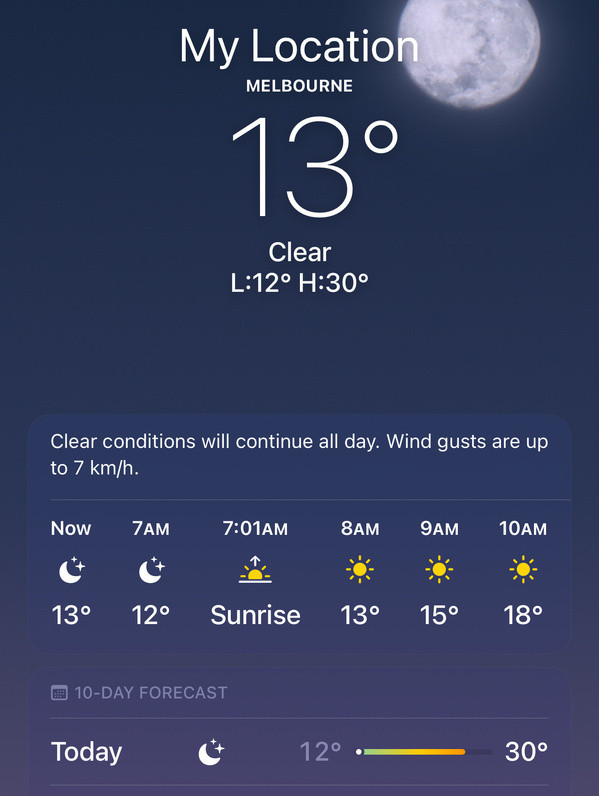 My Location
MELBOURNE
13°
Clear
L:12° H:30°
Clear conditions will continue all day. Wind gusts are up
to 7 km/h.
Now 7AM 7:01AM 8AM 9AM 10AM
13° 12° Sunrise 13° 15° 18°
10-DAY FORECAST
Today 12° 30°